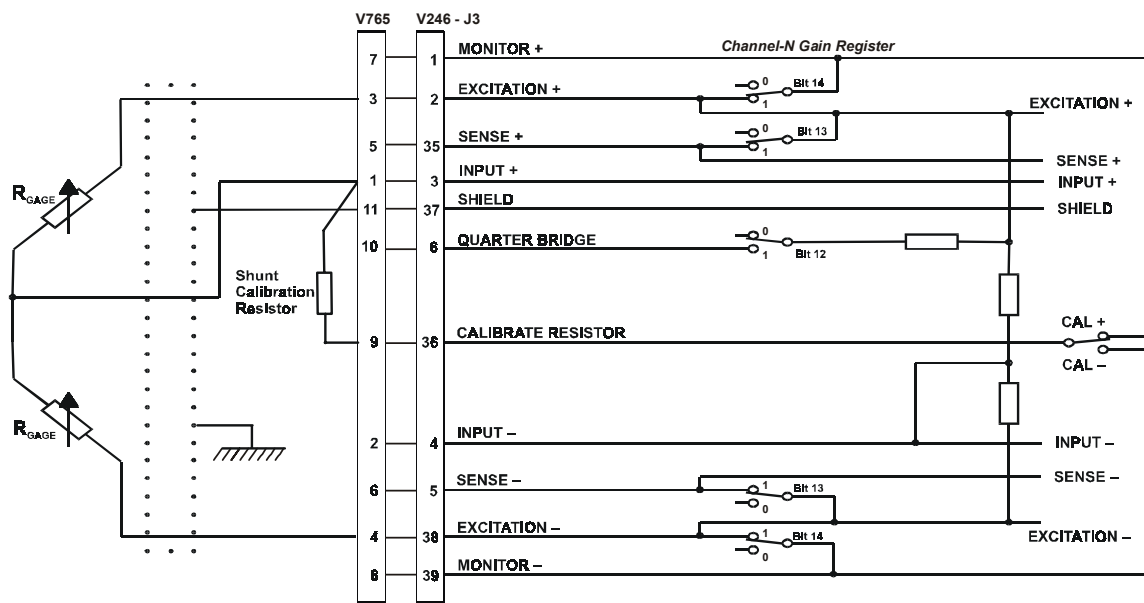 V765 V246 - J3
7 1 MONITOR + Channel-N Gain Register
0
Bit 14
3 2 EXCITATION + 1 EXCITATION +
0
Bit 13
5 35 SENSE + 1
SENSE +
1 3 INPUT + INPUT +
R GAGE
11 37 SHIELD SHIELD
10 6 QUARTER BRIDGE 0
1 Bit 12
Shunt
Calibration
Resistor
CAL +
9 36 CALIBRATE RESISTOR
CAL –
R GAGE
2 4 INPUT – INPUT –
SENSE –
6 5 SENSE – 1 Bit 13
0
4 38 EXCITATION – 1 Bit 14 EXCITATION –
0
8 39 MONITOR –